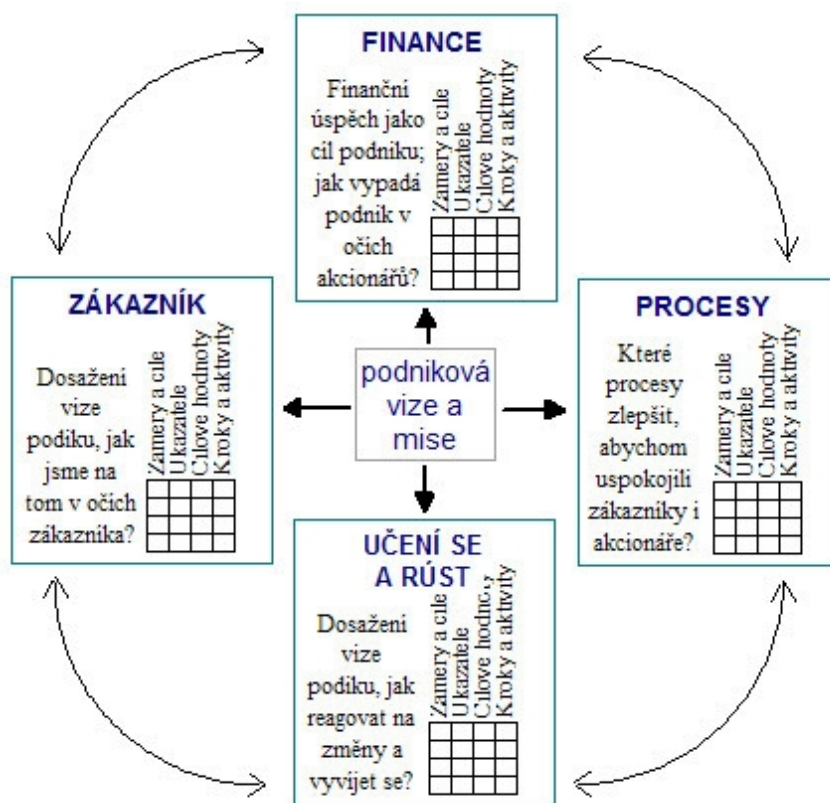 FINANCE
Finanční
úspěch jako
cíl podniku;
jak vypadá
podnik v
očích
akcionářů?
Zamery a cile
Ukazatele
Cilove hodnoty
Kroky a aktivity
ZÁKAZNÍK
Dosažení
vize
podiku, jak
jsme na
tom v očích
zákazníka?
Zamery a cile
Ukazatele
Cilove hodnoty
Kroky a aktivity
podniková
vize a
mise
PROCESY
Které
procesy
zlepšit,
abychom
uspokojili
zákazníky i
akcionáře?
Zamery a cile
Ukazatele
Cilove hodnoty
Kroky a aktivity
UČENÍ SE
A RÚST
Dosažení
vize
podiku, jak
reagovat na
změny a
vyvíjet se?
Zamery a cile
Ukazatele
Cilove hodnoty
Kroky a aktivity